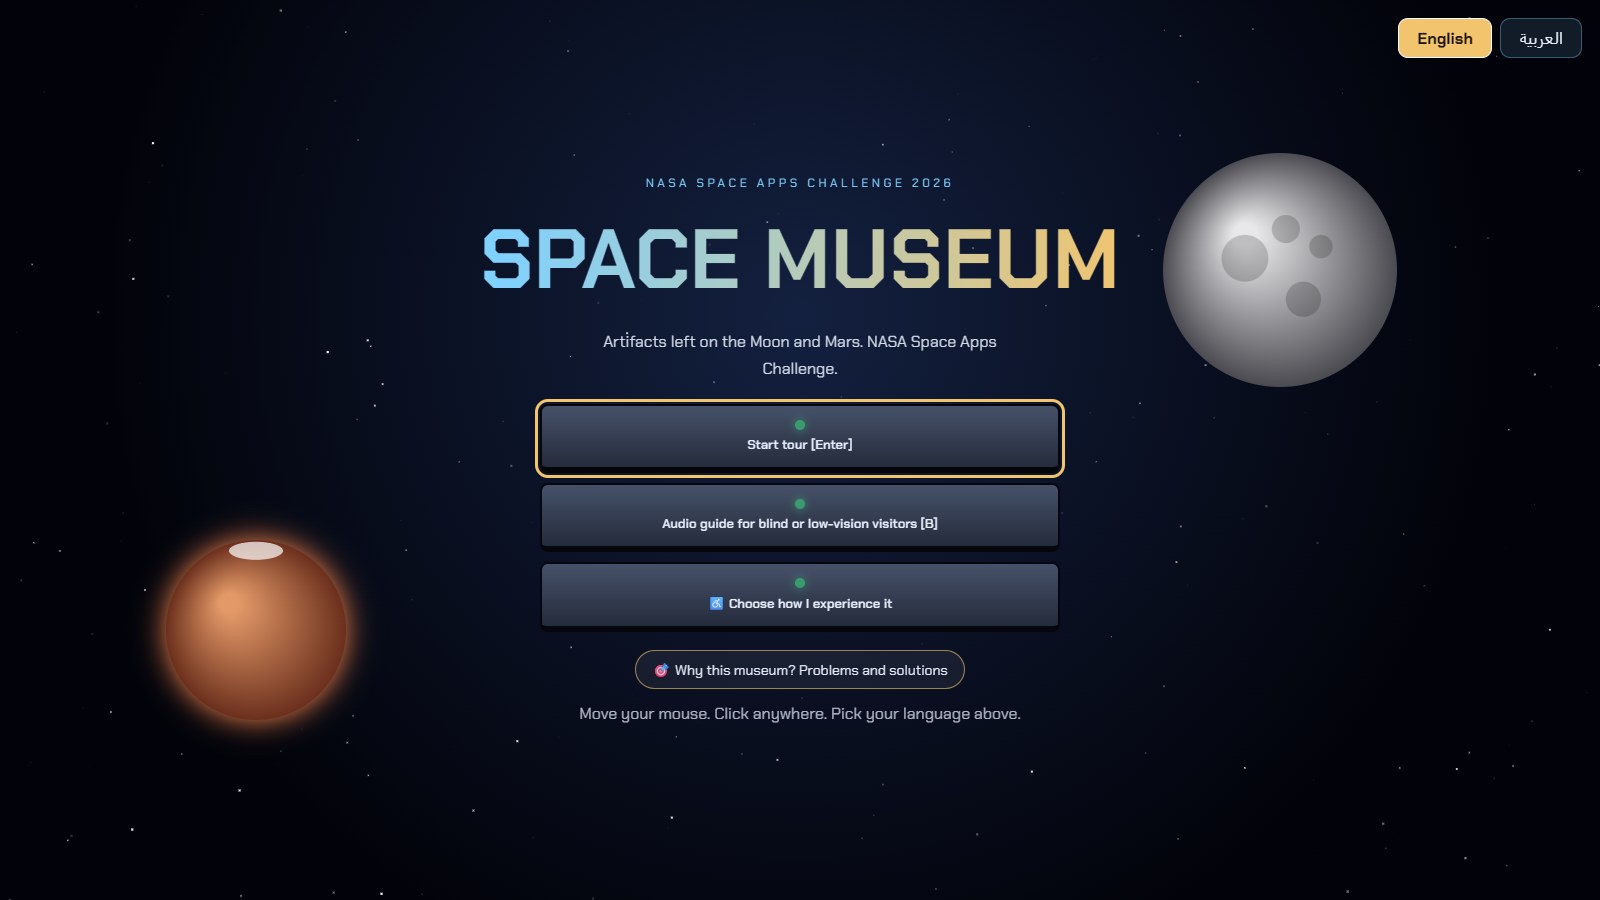 English
العربية
NASA SPACE APPS CHALLENGE 2026
SPACE MUSEUM
Artifacts left on the Moon and Mars. NASA Space Apps
Challenge.
Start tour [Enter]
Audio guide for blind or low-vision visitors [B]
Choose how I experience it
Why this museum? Problems and solutions
Move your mouse. Click anywhere. Pick your language above.